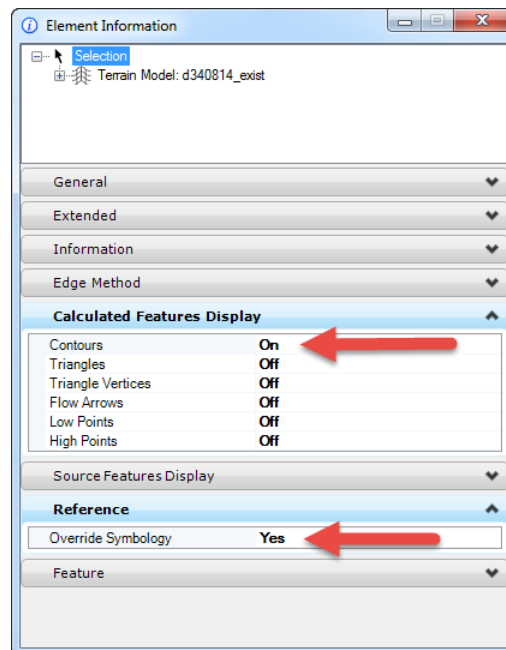 Element Information
Selection
Terrain Model: d340814_exist
General
Extended
Information
Edge Method
Calculated Features Display
Contours On
Triangles Off
Triangle Vertices Off
Flow Arrows Off
Low Points Off
High Points Off
Source Features Display
Reference
Override Symbology Yes
Feature